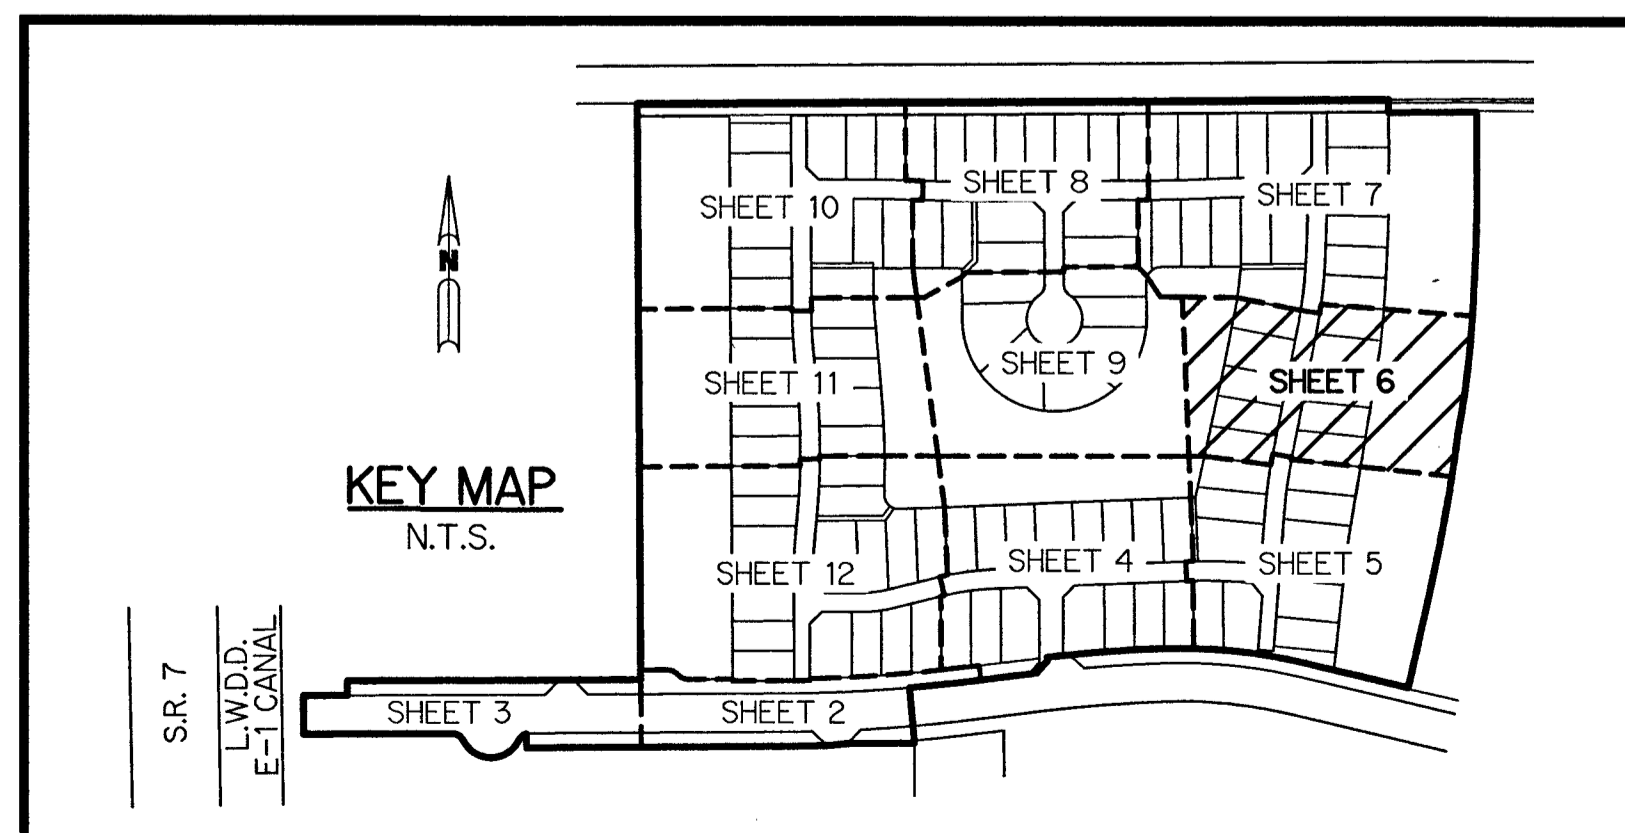 SHEET 8
SHEET 7
SHEET 10
N
SHEET 9
SHEET 6
SHEET 11
KEY MAP
N.T.S.
SHEET 4
SHEET 5
SHEET 12
S.R. 7
L.W.D.D.
E-1 CANAL
SHEET 3
SHEET 2